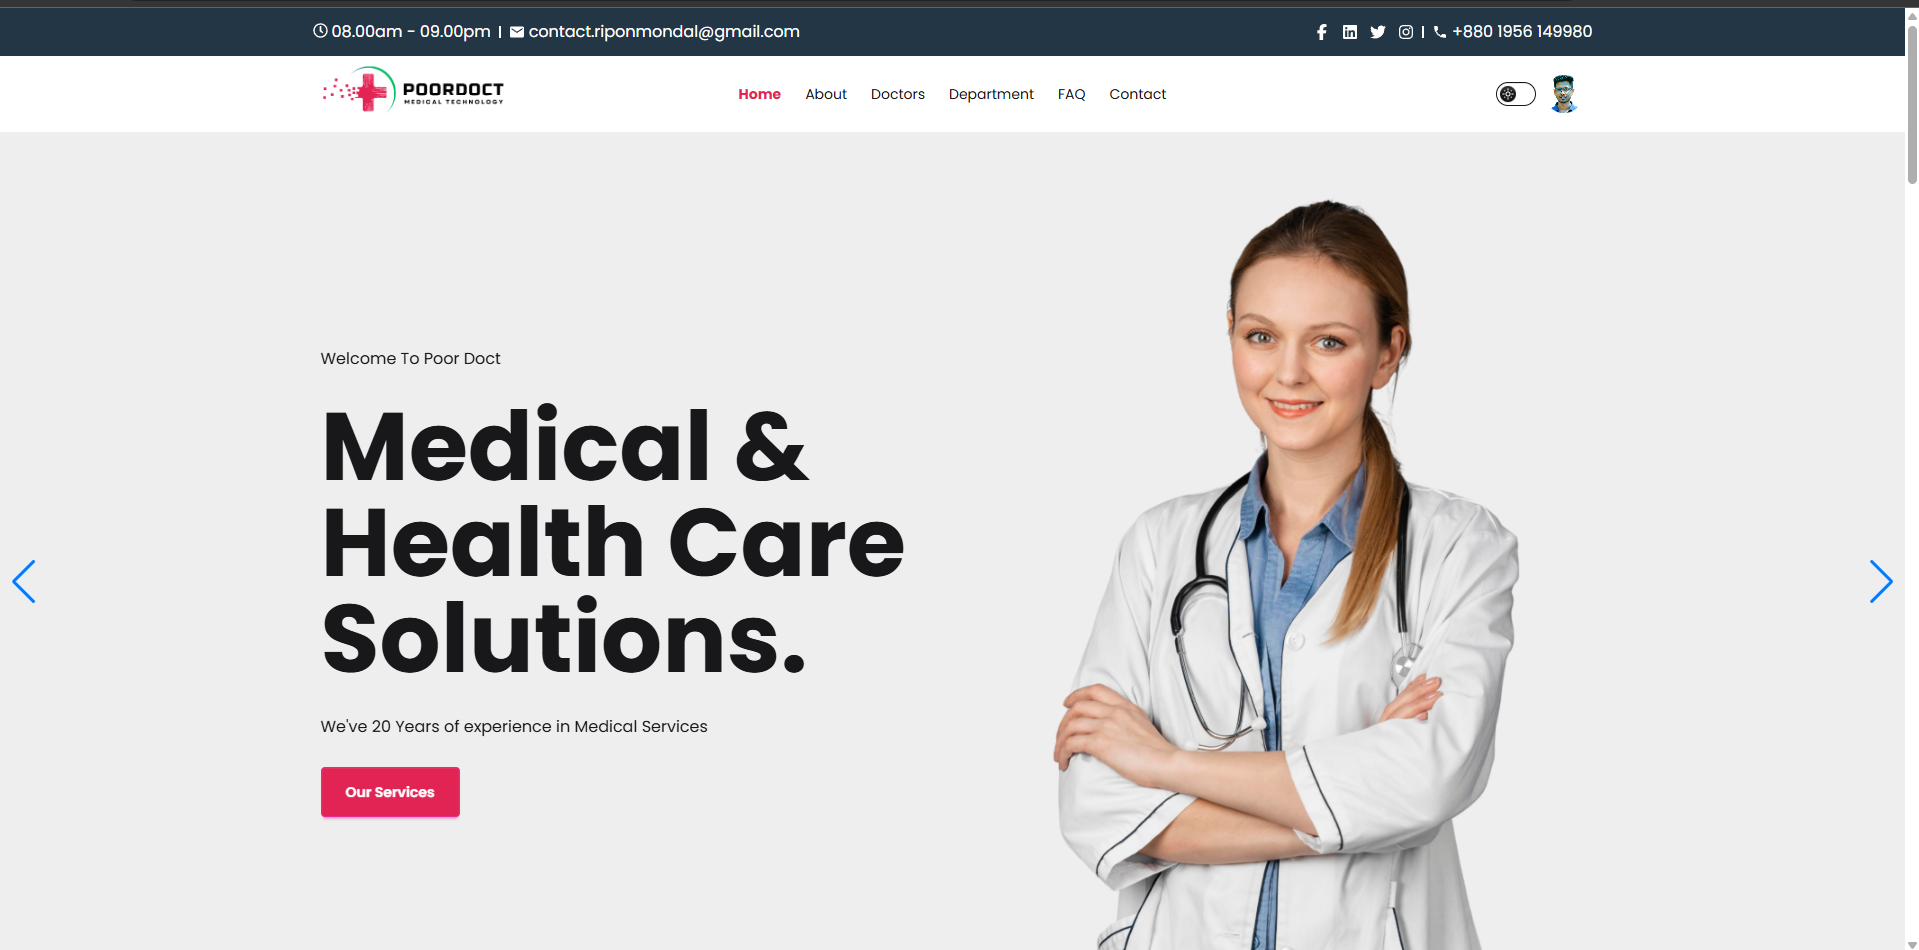 08.00am - 09.00pm | contact.riponmondal@gmail.com
| +880 1956 149980
POORDOCT
MEDICAL TECHNOLOGY
Home About Doctors Department FAQ Contact
Welcome To Poor Doct
Medical &
Health Care
Solutions.
We've 20 Years of experience in Medical Services
Our Services